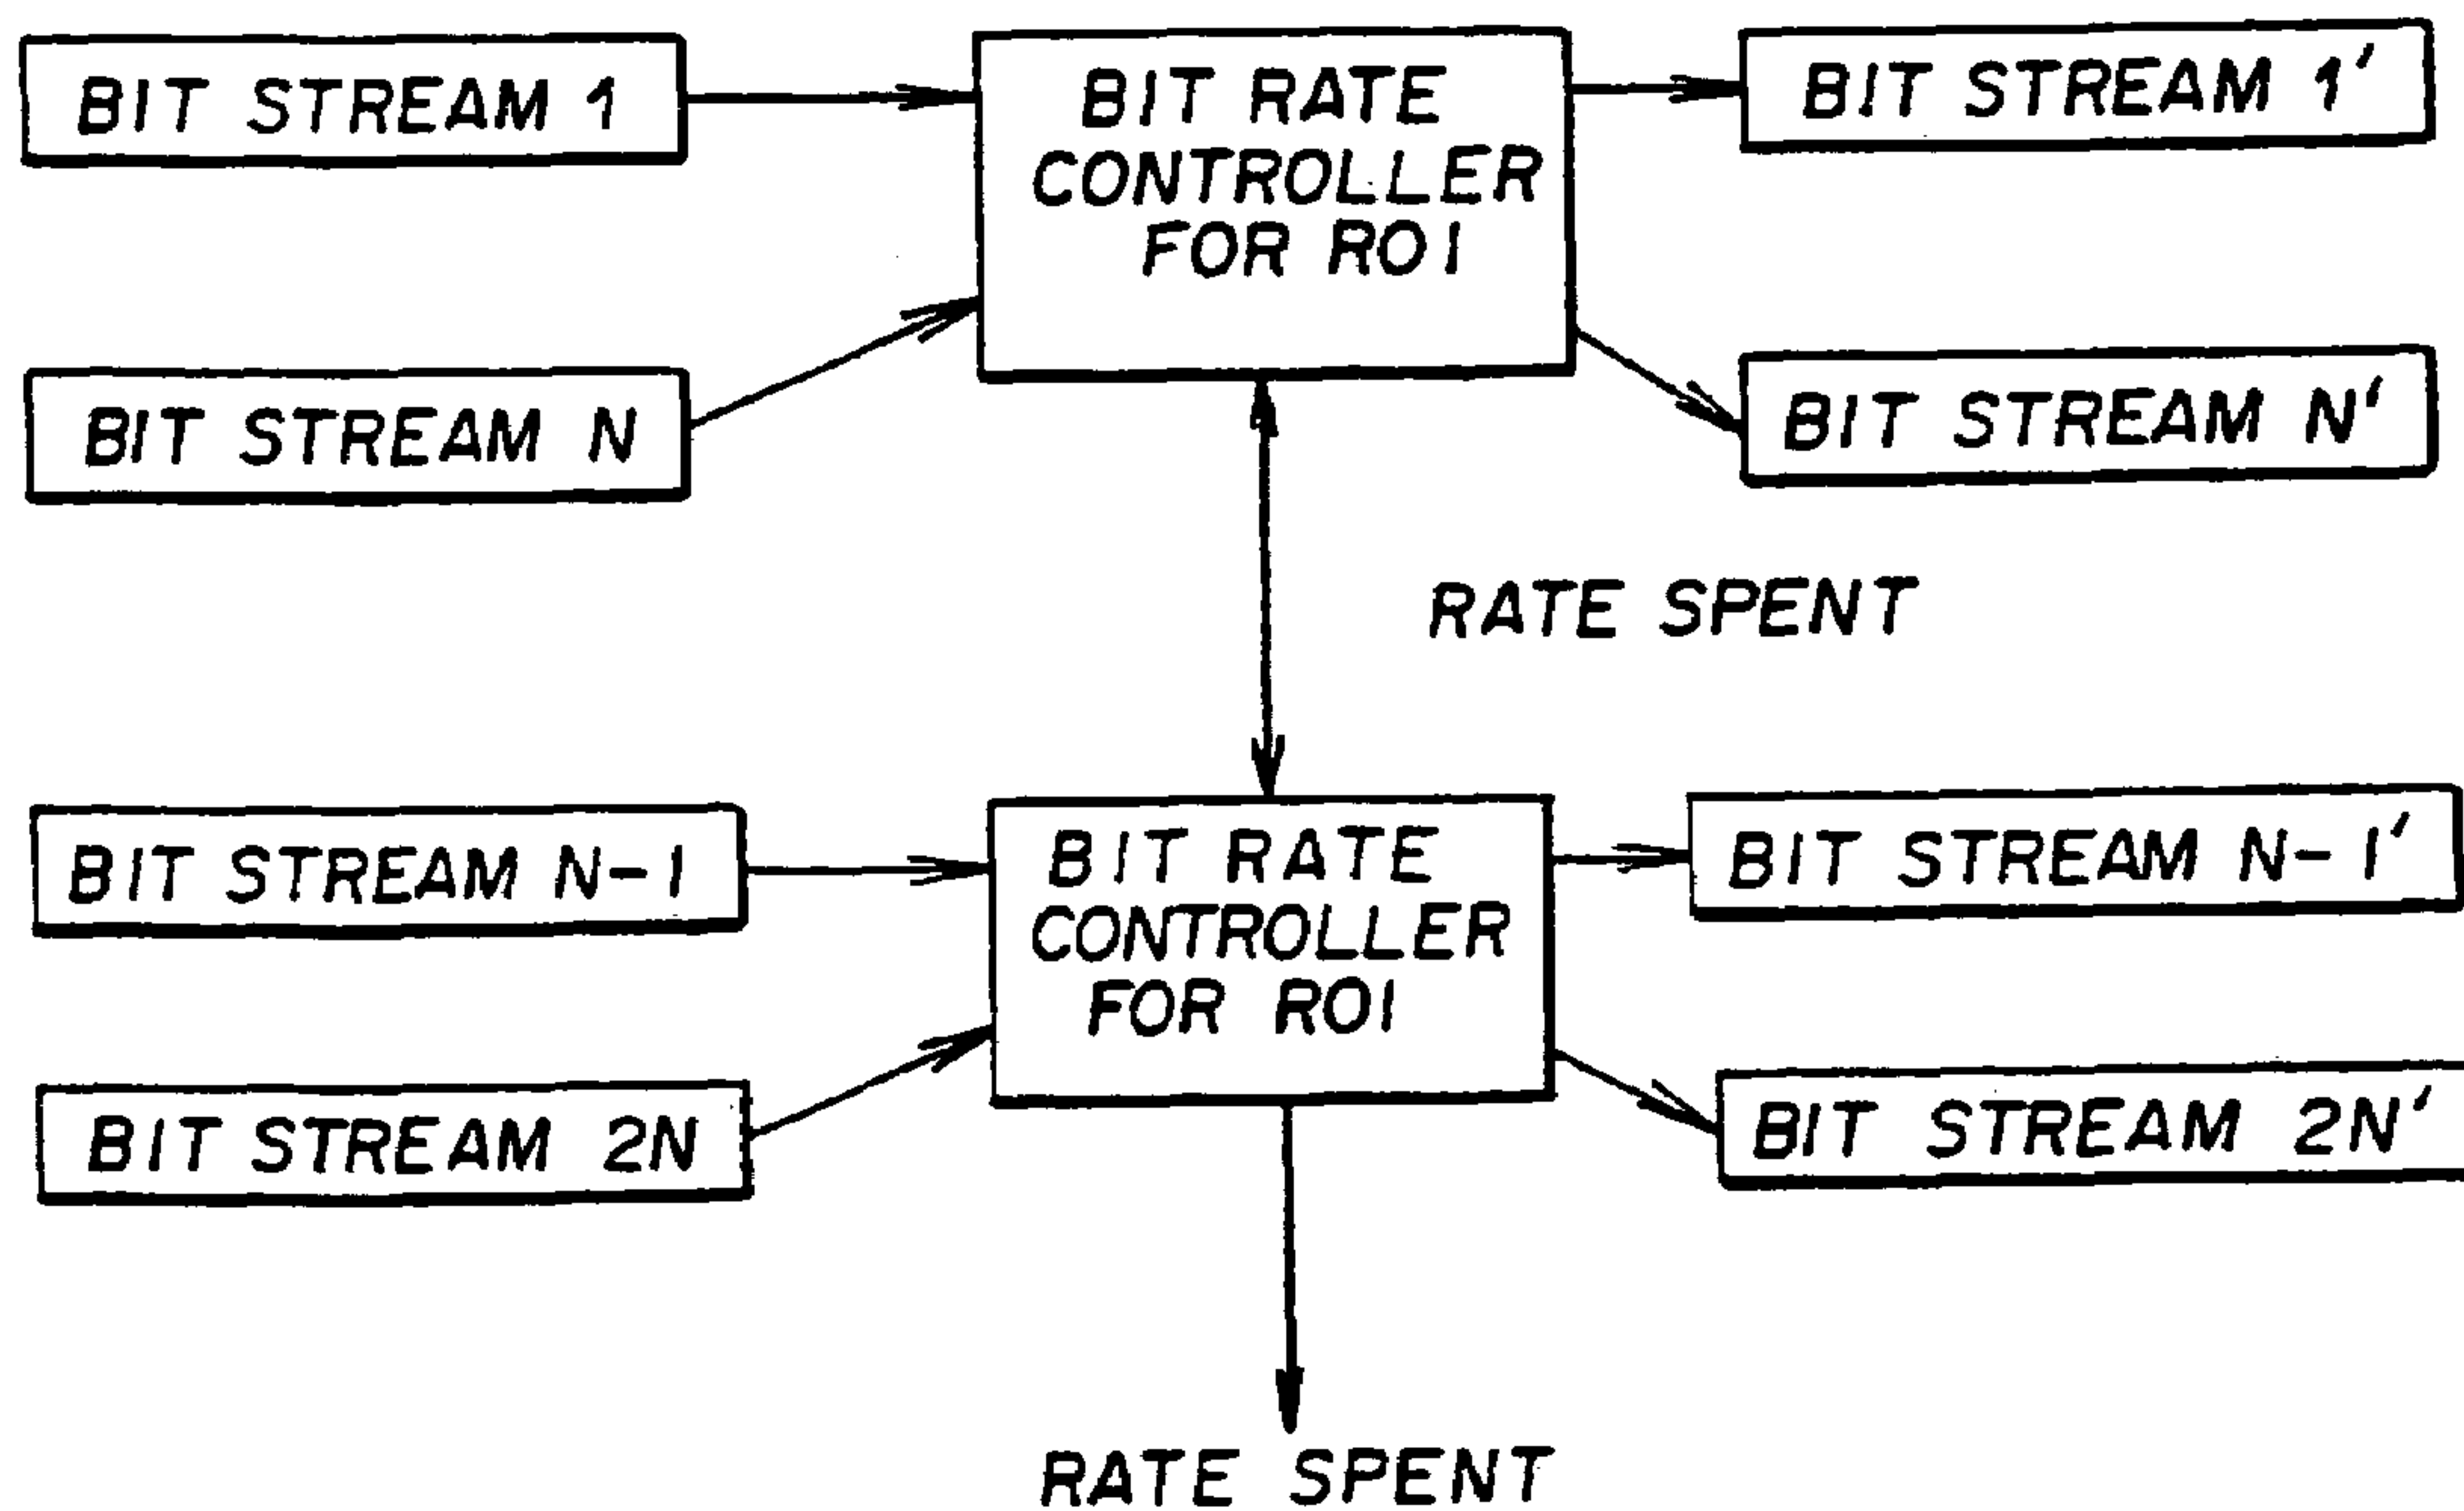 BIT STREAM 1
BIT RATE
CONTROLLER
FOR ROI
BIT STREAM 1'
BIT STREAM N
BIT STREAM N'
RATE SPENT
BIT STREAM N-1
BIT RATE
CONTROLLER
FOR ROI
BIT STREAM N-1'
BIT STREAM 2N
BIT STREAM 2N'
RATE SPENT